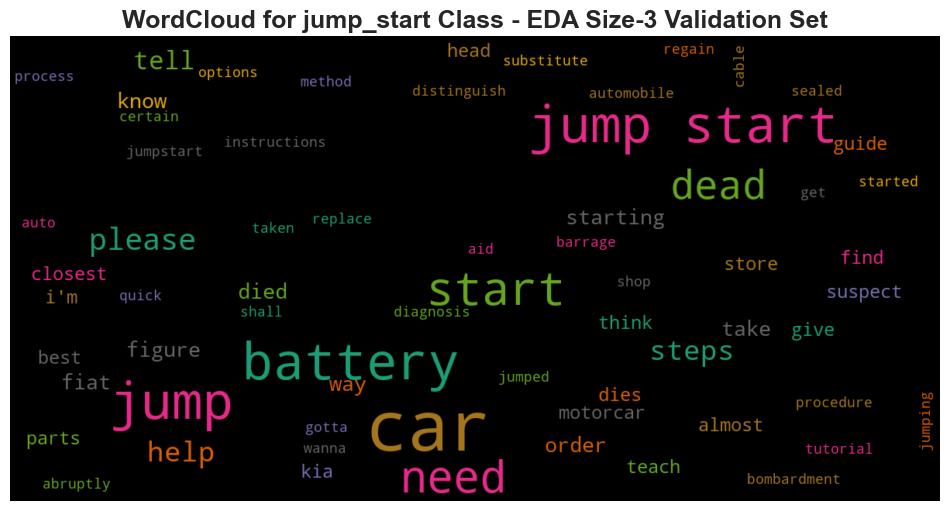 WordCloud for jump_start Class - EDA Size-3 Validation Set
head
regain
tell
substitute
cable
process
options
method
distinguish
automobile
sealed
know
certain
jump start
jumpstart
instructions
guide
dead
started
get
auto
taken
replace
starting
please
aid
barrage
closest
store
find
i'm
quick
died
start
shop
suspect
shall
diagnosis
think
take
give
best
figure
battery
steps
fiat
way
jumped
jump
car
dies
motorcar
procedure
jumping
parts
help
gotta
wanna
order
almost
tutorial
kia
need
teach
abruptly
bombardment